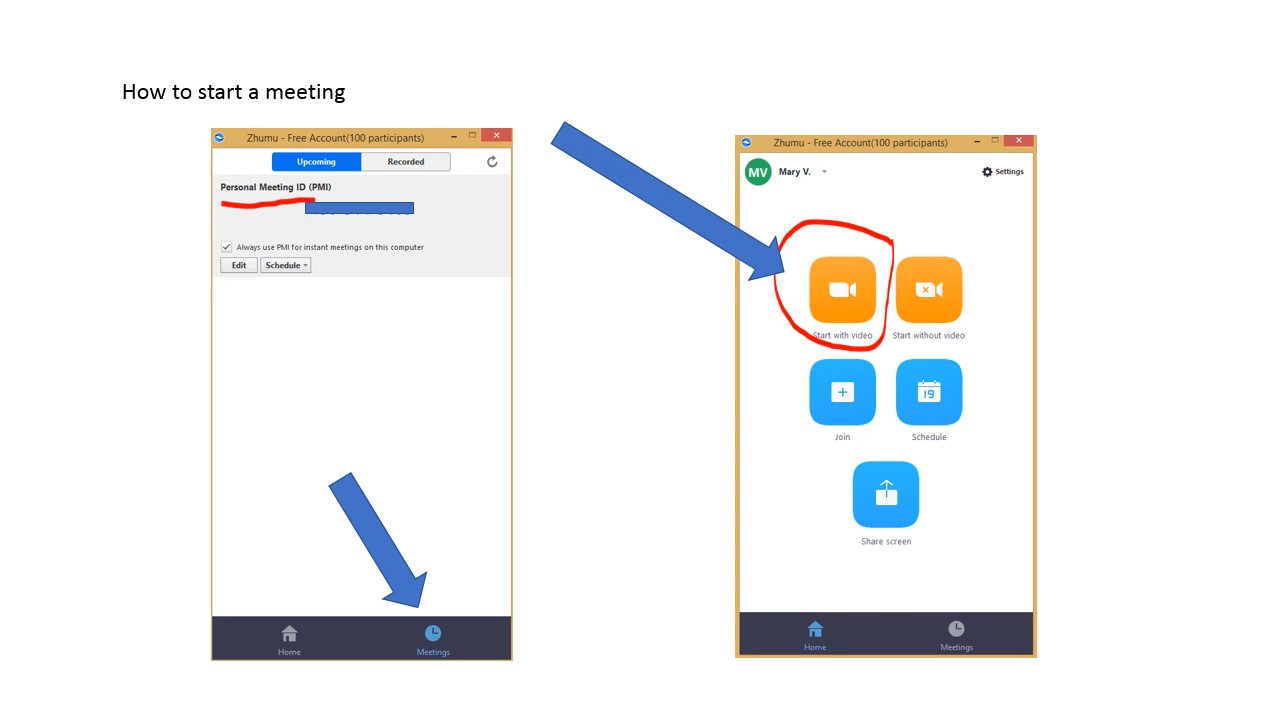 How to start a meeting
Zhumu - Free Account(100 participants)
Upcoming
Recorded
Personal Meeting ID (PMI)
Always use PMI for instant meetings on this computer
Edit
Schedule
Home
Meetings
Zhumu - Free Account(100 participants)
MV
Mary V.
Settings
Start with video
Start without video
Join
19
Schedule
Share screen
Home
Meetings